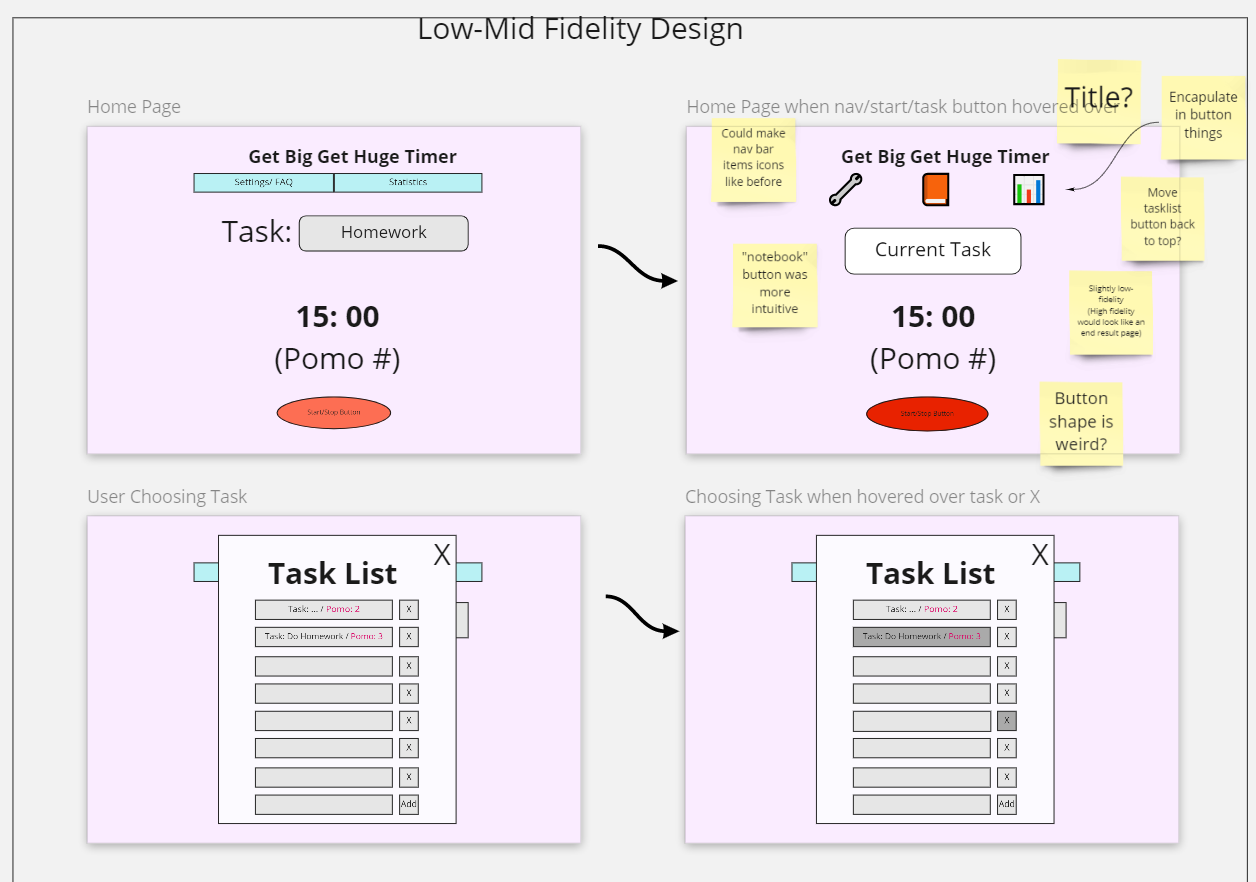 Low-Mid Fidelity Design
Home Page
Get Big Get Huge Timer
Settings/ FAQ
Statistics
Task:
Homework
15: 00
(Pomo #)
Start/Stop Button
Home Page when nav/start/task button hovered over
Title?
Encapulate
in button
things
Could make
nav bar
items icons
like before
Get Big Get Huge Timer
Move
tasklist
button back
to top?
Current Task
"notebook"
button was
more
intuitive
Slightly low-
fidelity
(High fidelity
would look like an
end result page)
15: 00
(Pomo #)
Start/Stop Button
Button
shape is
weird?
User Choosing Task
X
Task List
Task: ... / Pomo: 2
X
Task: Do Homework / Pomo: 3
X
X
X
X
X
X
Add
Choosing Task when hovered over task or X
X
Task List
Task: ... / Pomo: 2
X
Task: Do Homework / Pomo: 3
X
X
X
X
X
X
Add